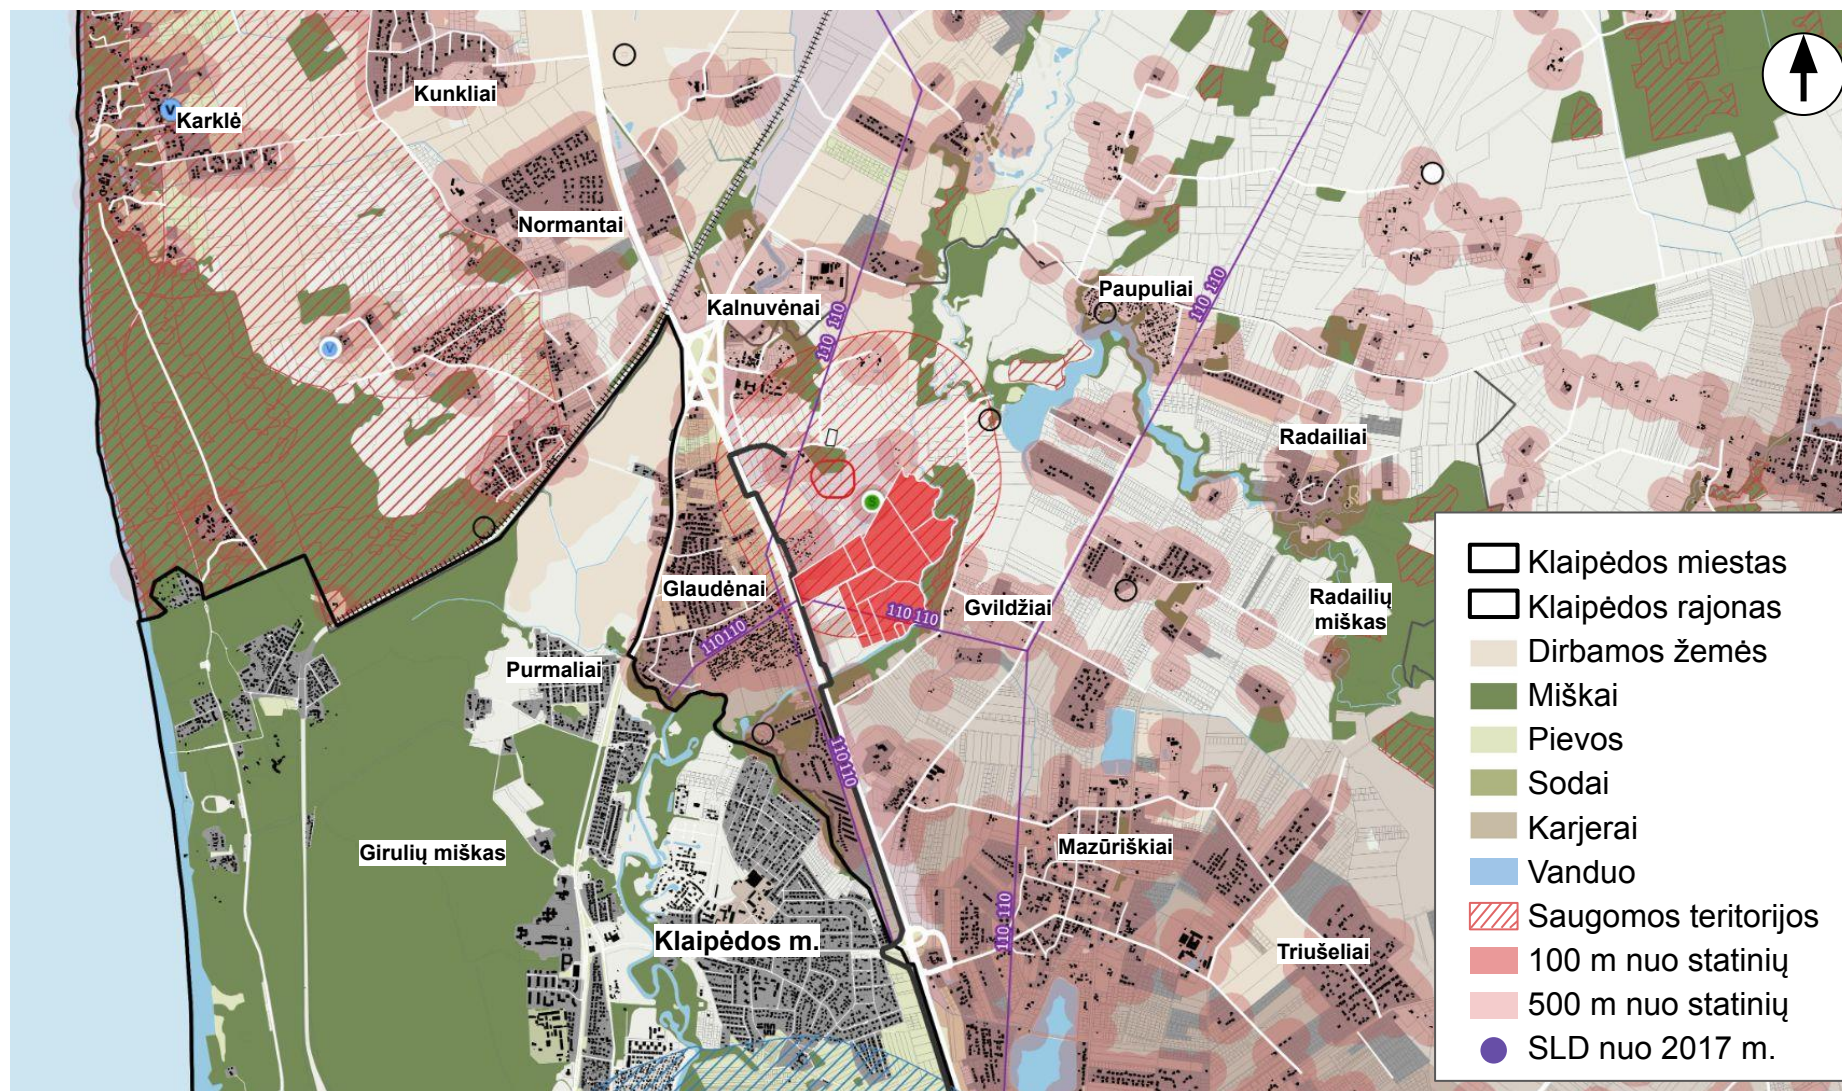 Kunkliai
V
Karklė
Normantai
Kalnuvėnai
Paupuliai
110 110
110 110
V
Radailiai
S
Glaudėnai
Gvildžiai
110 110
110 110
Radailių
miškas
Purmaliai
110 110
Girulių miškas
Mazūriškiai
110 110
Klaipėdos m.
Triušeliai
P
Klaipėdos miestas
Klaipėdos rajonas
Dirbamos žemės
Miškai
Pievos
Sodai
Karjerai
Vanduo
Saugomos teritorijos
100 m nuo statinių
500 m nuo statinių
SLD nuo 2017 m.